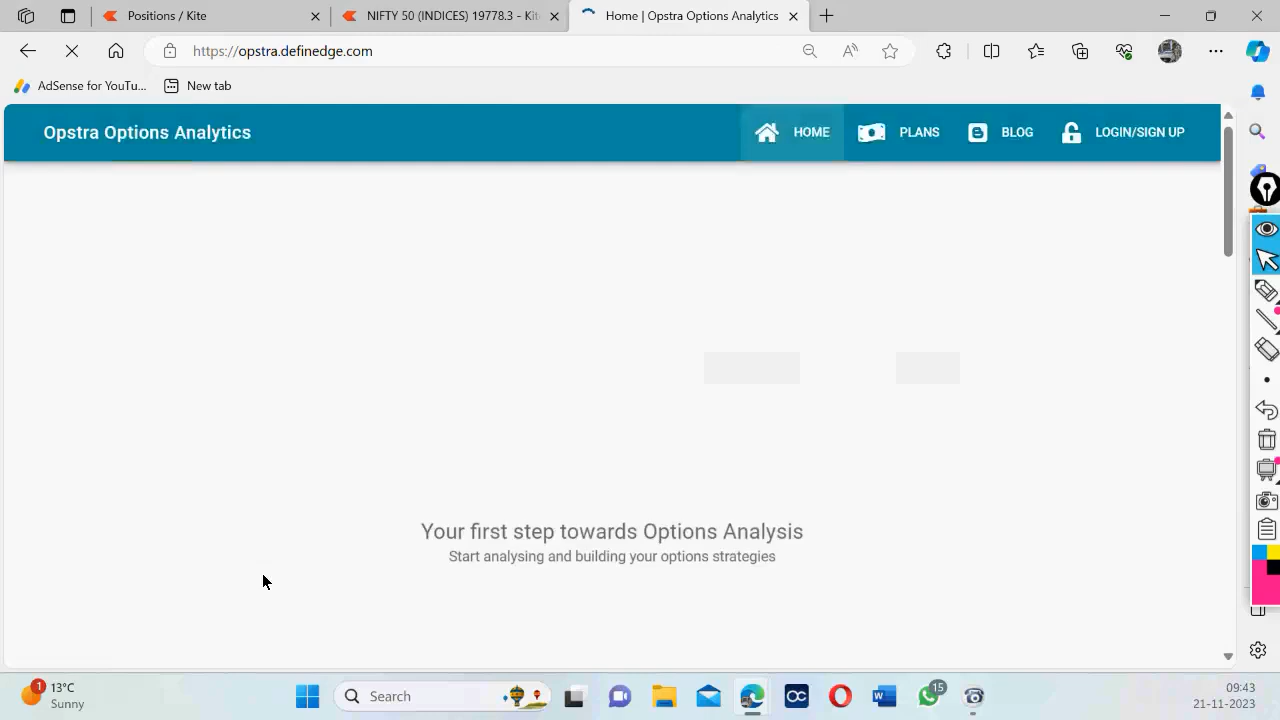 Positions / Kite
NIFTY 50 (INDICES) 19778.3 - Kit
Home | Opstra Options Analytics
https://opstra.definedge.com
AdSense for YouTu...
New tab
Opstra Options Analytics
HOME
PLANS
BLOG
LOGIN/SIGN UP
Your first step towards Options Analysis
Start analysing and building your options strategies
1
13°C
Sunny
Search
OC
15
09:43
21-11-2023